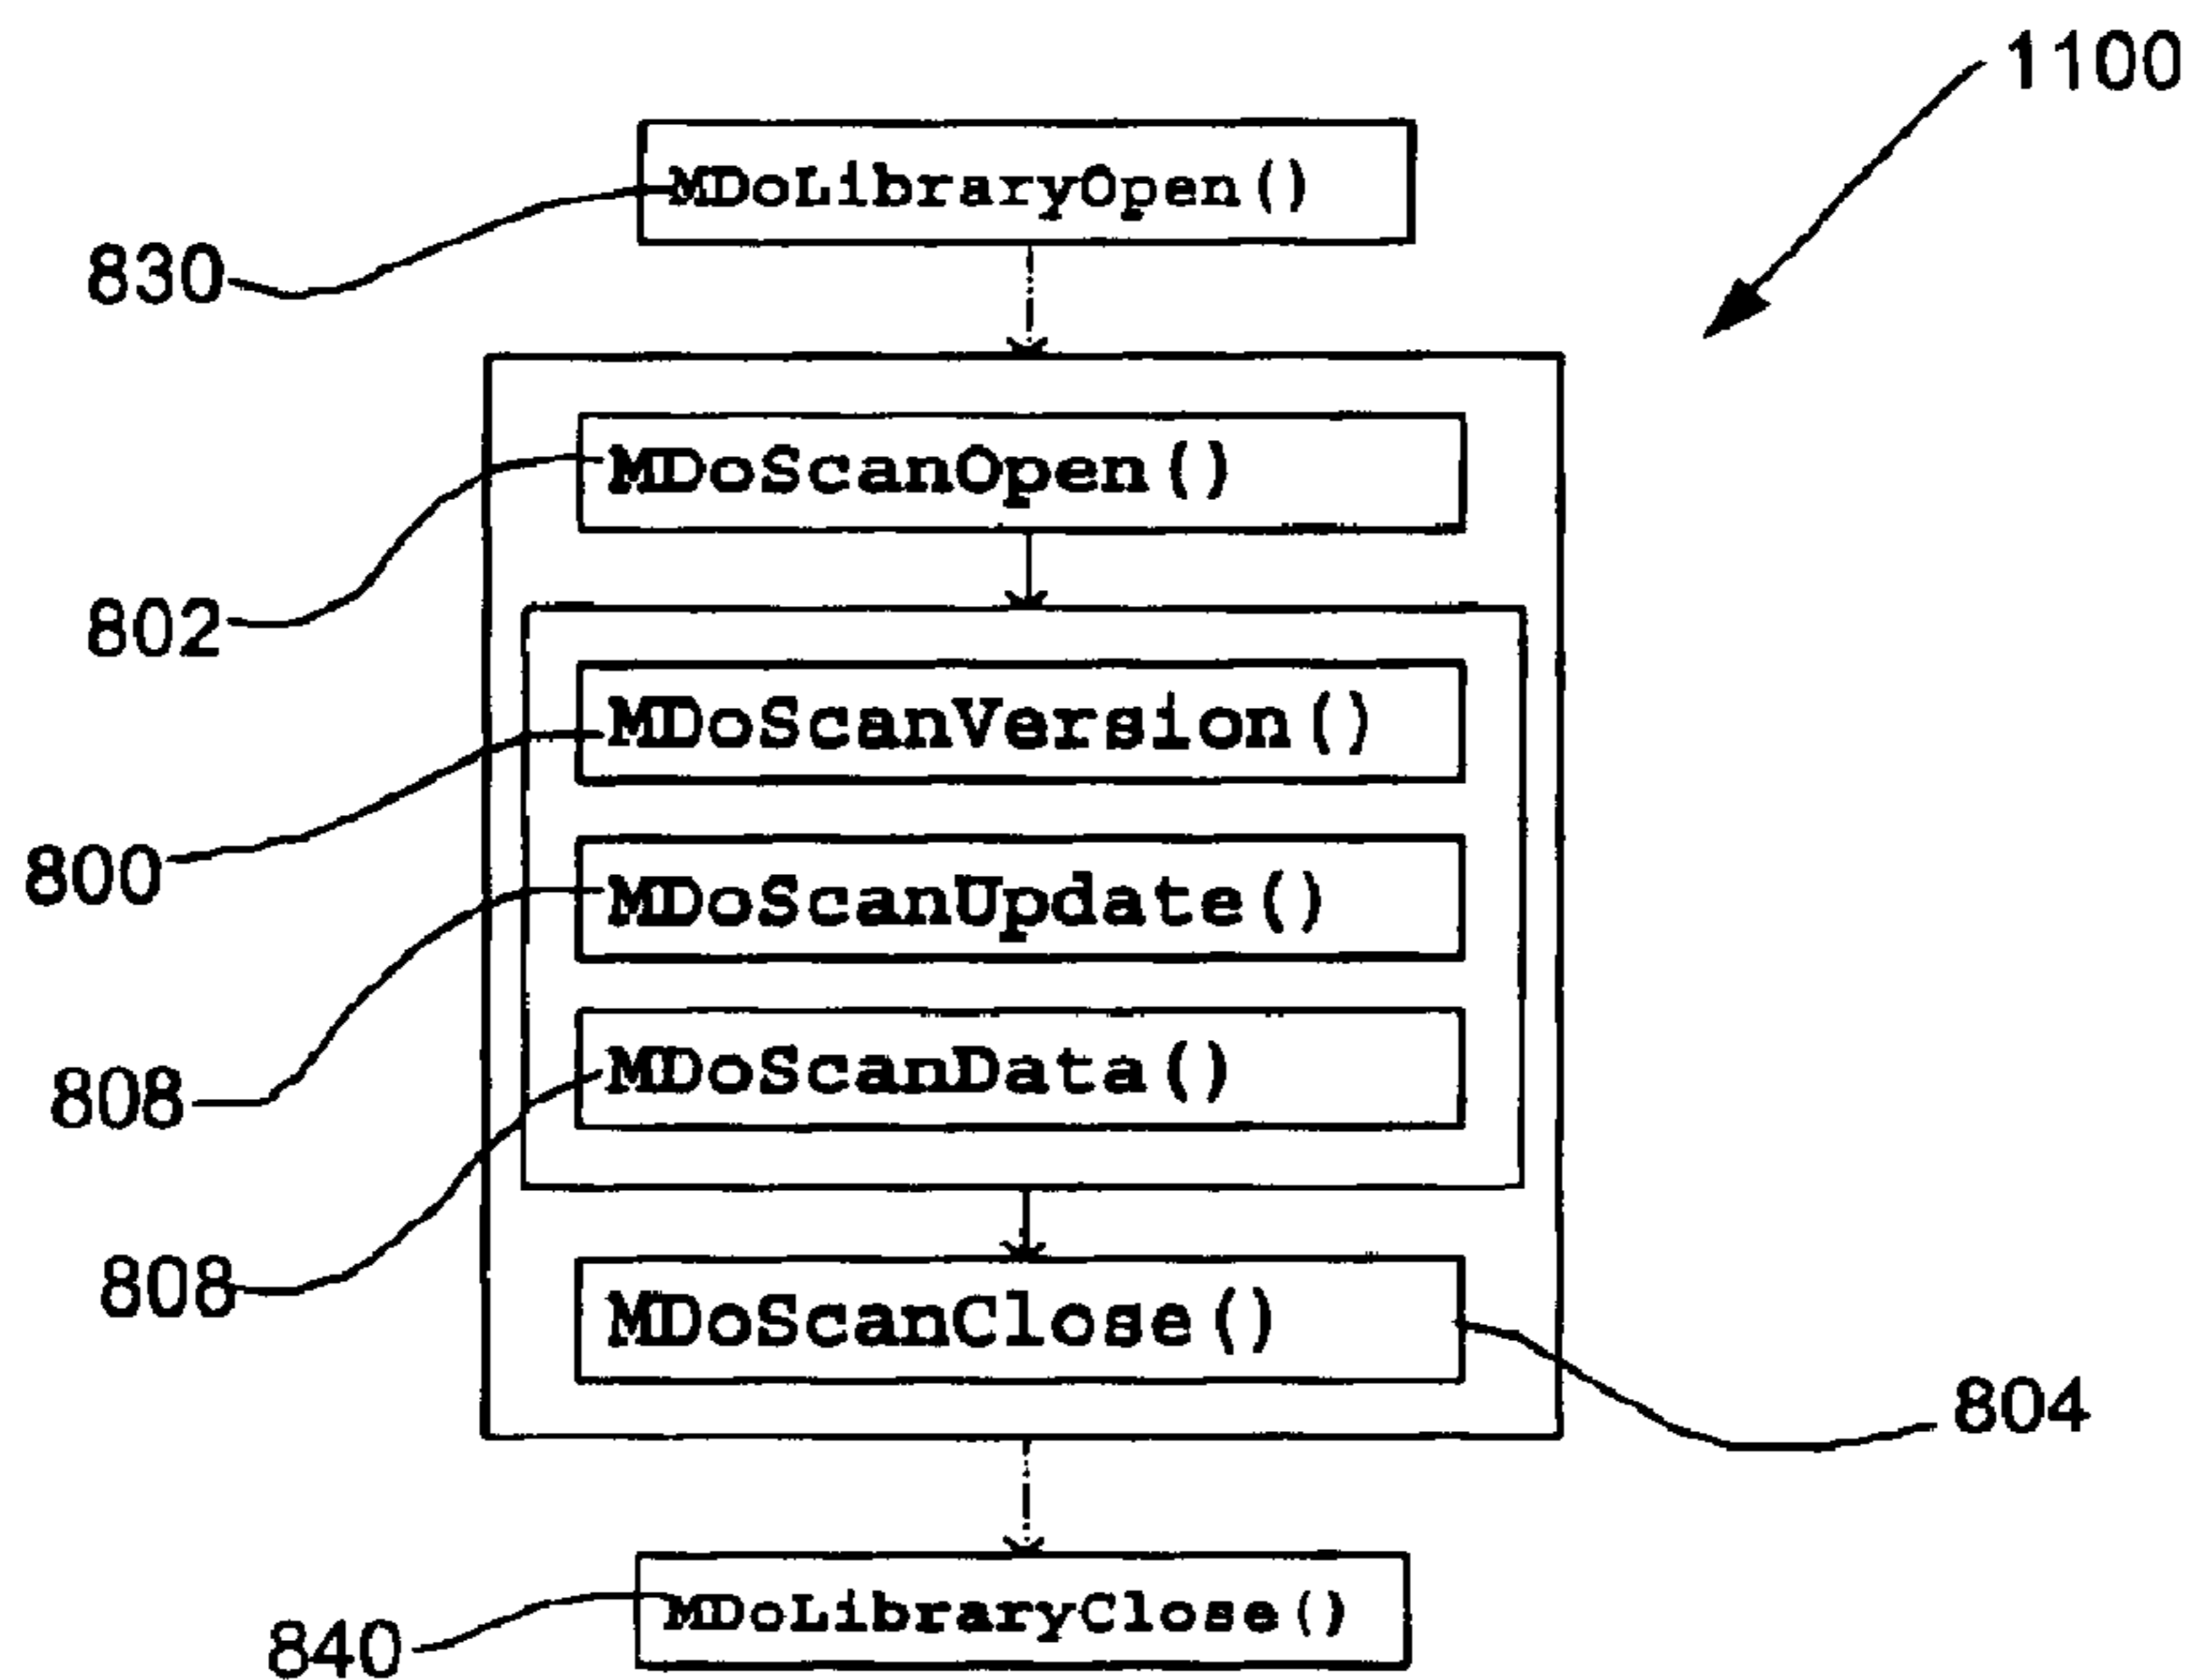 1100
MDoLibraryOpen()
830
MDoScanOpen()
802
MDoScanVersion()
800
MDoScanUpdate()
808
MDoScanData()
808
MDoScanClose()
804
MDoLibraryClose()
840